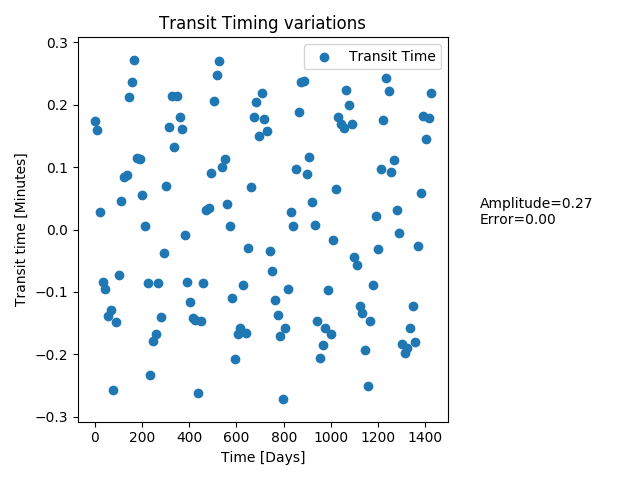 Transit Timing variations
Transit Time
0.3
0.2
0.1
0.0
−0.1
−0.2
−0.3
Transit time [Minutes]
0 200 400 600 800 1000 1200 1400
Time [Days]
Amplitude=0.27
Error=0.00